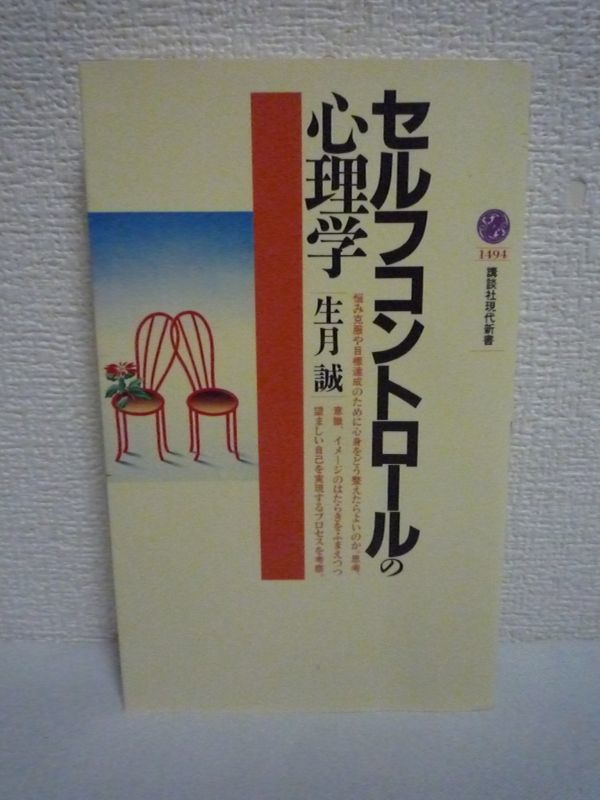 セルフコントロールの
心理学
生月 誠
悩み克服や目標達成のために心身をどう整えたらよいのか。思考、
意識、イメージのはたらきをふまえつつ
望ましい自己を実現するプロセスを考察。
1494
講談社現代新書